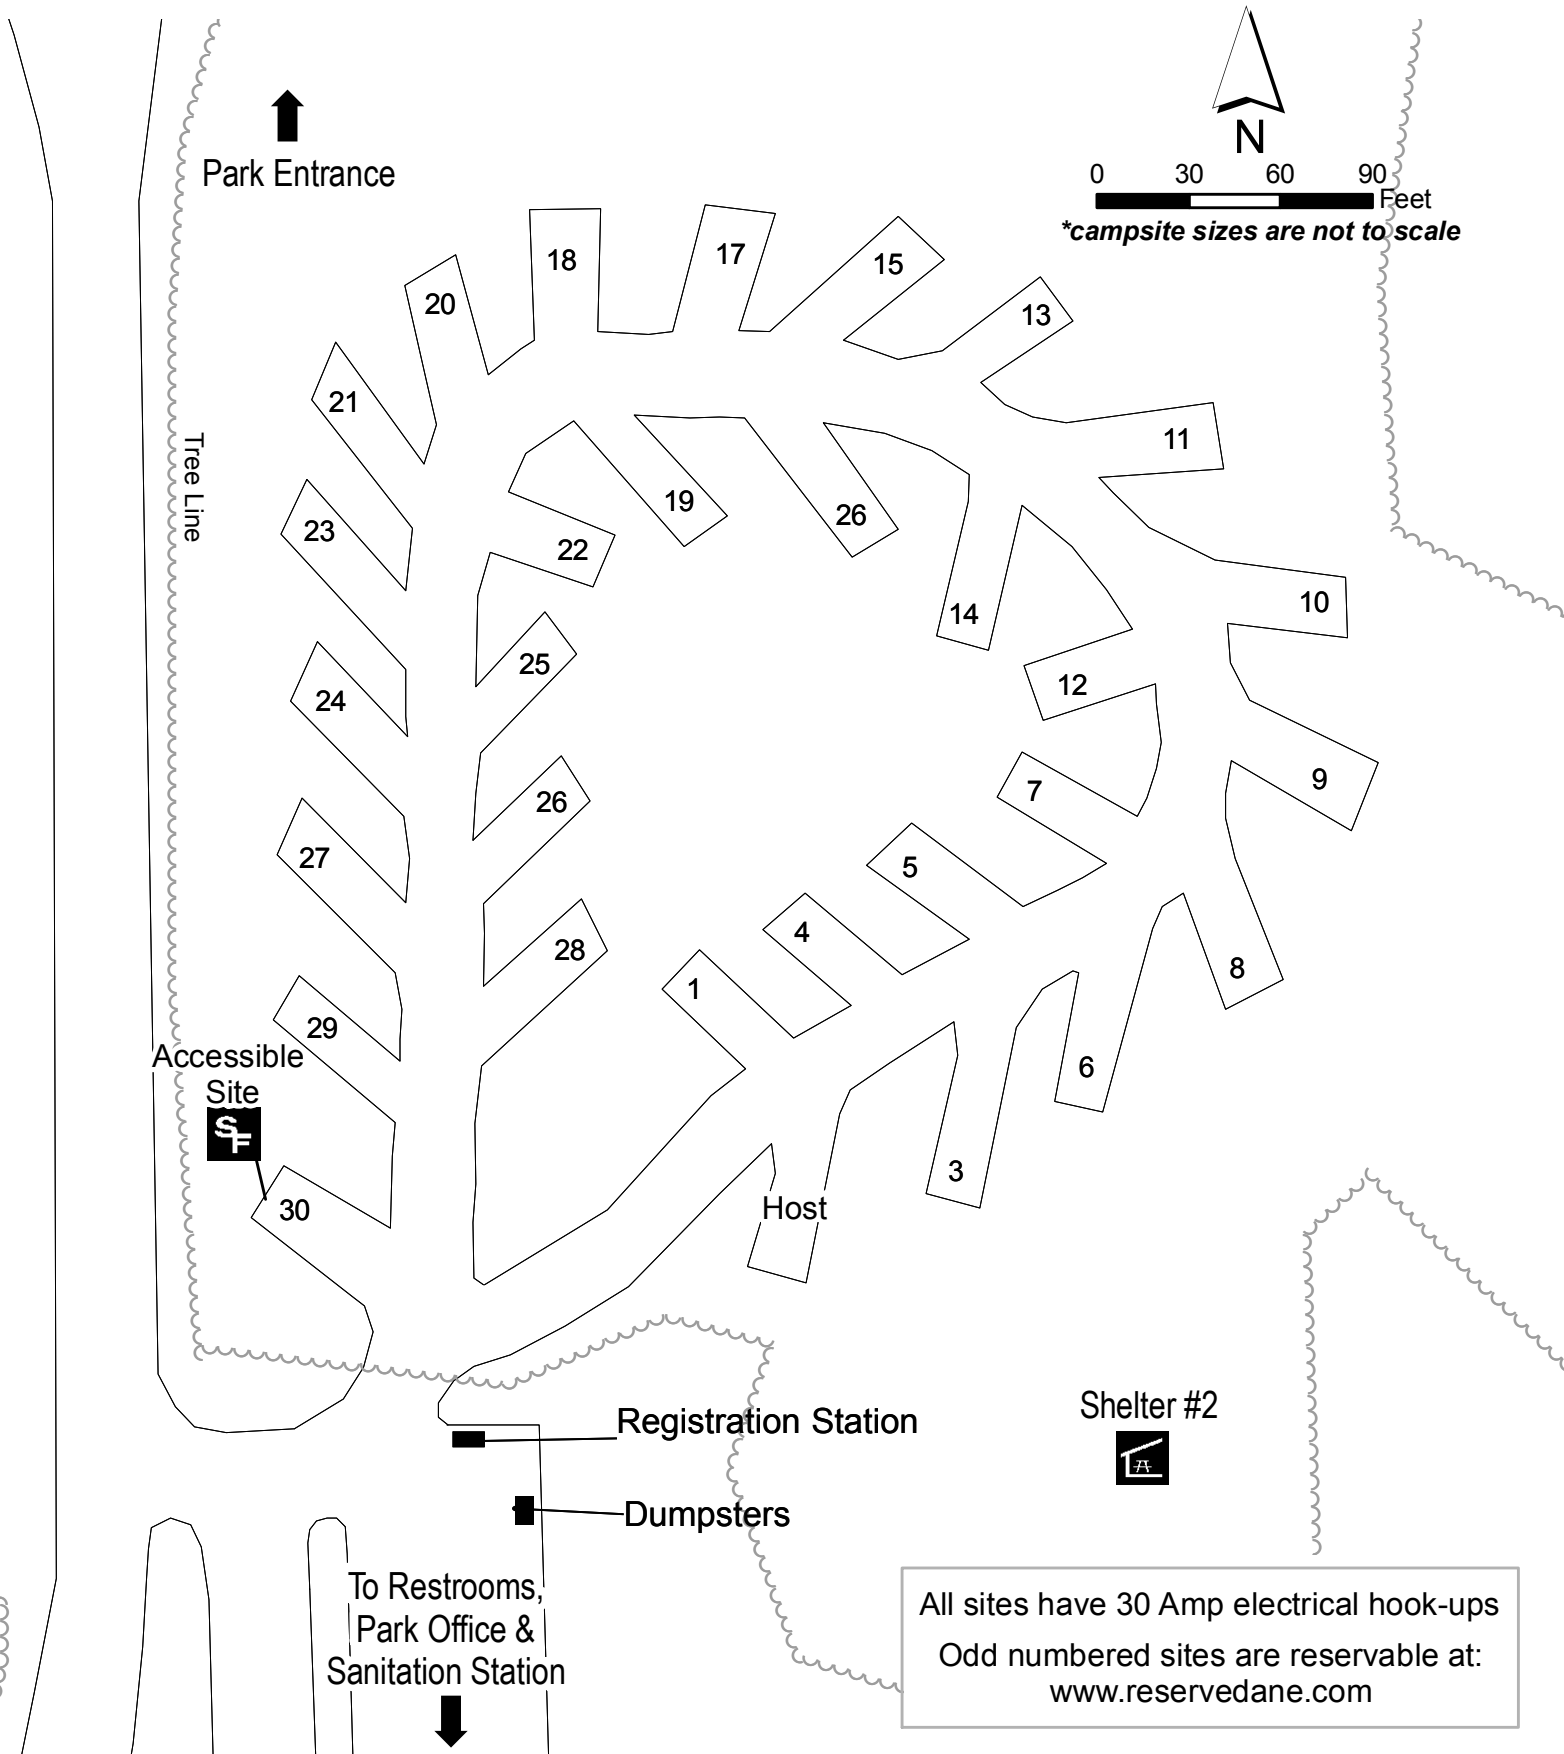 N
0 30 60 90
Feet
*campsite sizes are not to scale
Park Entrance
Tree Line
18
17
15
20
13
21
11
19
26
23
22
10
14
25
12
24
9
7
26
27
5
4
28
8
1
29
6
Accessible
Site
SF
3
30
Host
Shelter #2
Registration Station
Dumpsters
To Restrooms,
Park Office &
Sanitation Station
All sites have 30 Amp electrical hook-ups
Odd numbered sites are reservable at:
www.reservedane.com